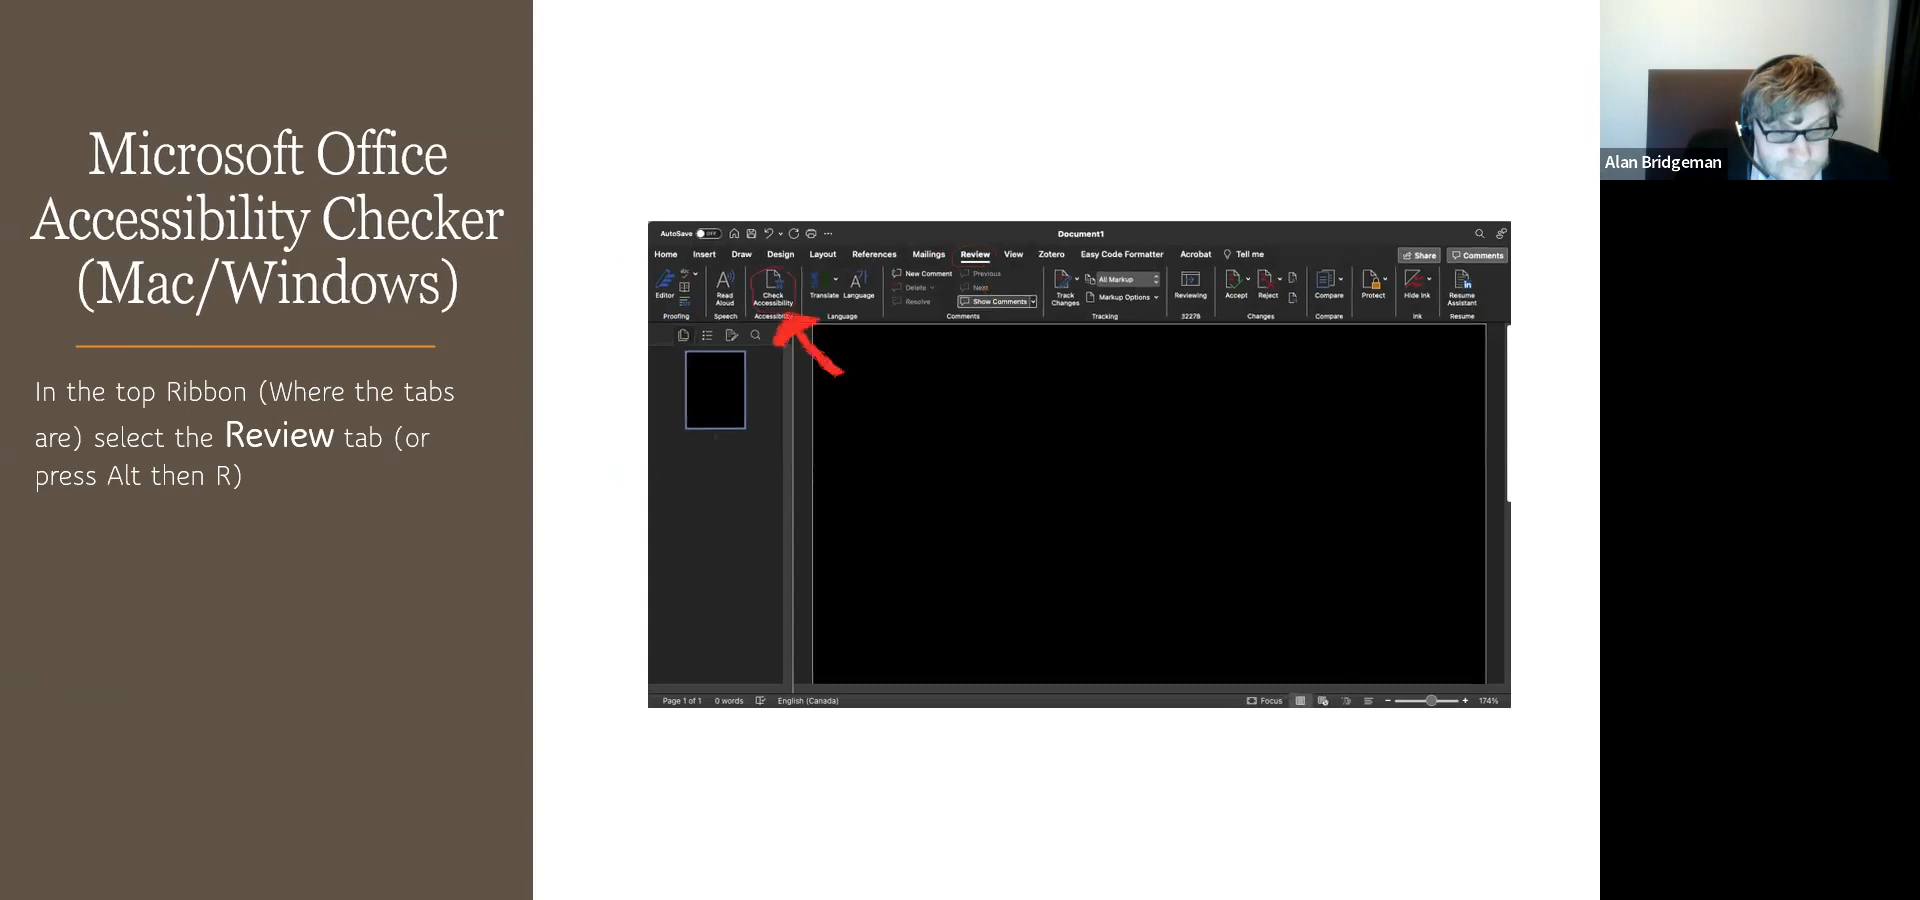 Microsoft Office
Accessibility Checker
(Mac/Windows)
In the top Ribbon (Where the tabs
are) select the Review tab (or
press Alt then R)
AutoSave OFF
Document1
Home Insert Draw Design Layout References Mailings Review View Zotero Easy Code Formatter Acrobat Tell me
Share Comments
Editor
Proofing
Read
Aloud
Speech
Check
Accessibility
Accessibility
Translate Language
Language
New Comment
Delete
Resolve
Previous
Next
Show Comments
Comments
Track
Changes
All Markup
Markup Options
Tracking
Reviewing
32278
Accept Reject
Changes
Compare
Compare
Protect
Hide Ink
Ink
Resume
Assistant
Resume
Page 1 of 1 0 words English (Canada)
Focus
174%
Alan Bridgeman